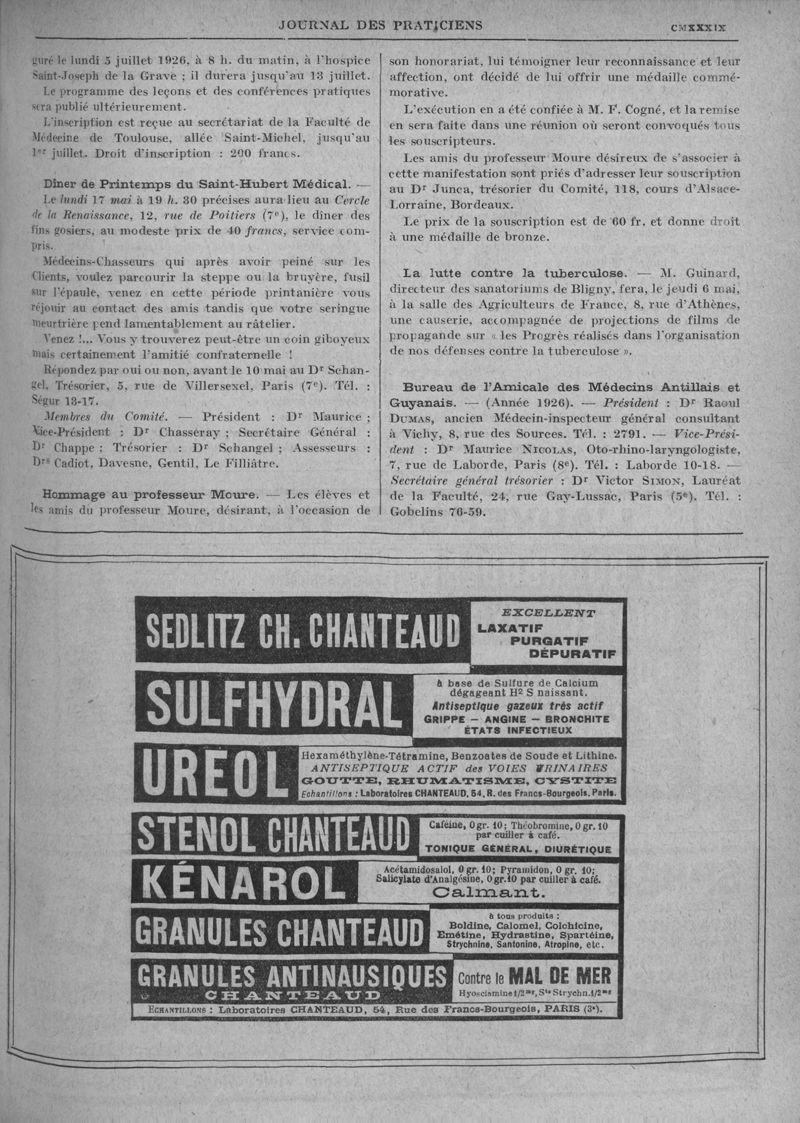 JOURNAL DES PRATICIENS
CMXXXIX
guré le lundi 5 juillet 1926, à 8 h. du matin, à l'hospice
Saint-Joseph de la Grave ; il durera jusqu'au 13 juillet.
Le programme des leçons et des conférences pratiques
sera publié ultérieurement.
L'inscription est reçue au secrétariat de la Faculté de
Médecine de Toulouse, allée Saint-Michel, jusqu'au
1er juillet. Droit d'inscription : 200 francs.
Dîner de Printemps du Saint-Hubert Médical. —
Le lundi 17 mai à 19 h. 30 précises aura lieu au Cercle
de la Renaissance, 12, rue de Poitiers (7e), le dîner des
fins gosiers, au modeste prix de 40 francs, service com-
pris.
Médecins-Chasseurs qui après avoir peiné sur les
Clients, voulez parcourir la steppe ou la bruyère, fusil
sur l'épaule, venez en cette période printanière vous
réjouir au contact des amis tandis que votre seringue
meurtrière pend lamentablement au râtelier.
Venez !... Vous y trouverez peut-être un coin giboyeux
mais certainement l'amitié confraternelle !
Répondez par oui ou non, avant le 10 mai au Dr Schan-
gel, Trésorier, 5, rue de Villersexel, Paris (7e). Tél. :
Ségur 13-17.
Membres du Comité. — Président : Dr Maurice ;
Vice-Président : Dr Chasseray ; Secrétaire Général :
Dr Chappe ; Trésorier : Dr Schangel ; Assesseurs :
Drs Cadiot, Davesne, Gentil, Le Filliâtre.
Hommage au professeur Moure. — Les élèves et
les amis du professeur Moure, désirant, à l'occasion de
son honorariat, lui témoigner leur reconnaissance et leur
affection, ont décidé de lui offrir une médaille commé-
morative.
L'exécution en a été confiée à M. F. Cogné, et la remise
en sera faite dans une réunion où seront convoqués tous
les souscripteurs.
Les amis du professeur Moure désireux de s'associer à
cette manifestation sont priés d'adresser leur souscription
au Dr Junca, trésorier du Comité, 118, cours d'Alsace-
Lorraine, Bordeaux.
Le prix de la souscription est de 60 fr. et donne droit
à une médaille de bronze.
La lutte contre la tuberculose. — M. Guinard,
directeur des sanatoriums de Bligny, fera, le jeudi 6 mai,
à la salle des Agriculteurs de France, 8, rue d'Athènes,
une causerie, accompagnée de projections de films de
propagande sur « les Progrès réalisés dans l'organisation
de nos défenses contre la tuberculose ».
Bureau de l'Amicale des Médecins Antillais et
Guyanais. — (Année 1926). — Président : Dr Raoul
DUMAS, ancien Médecin-inspecteur général consultant
à Vichy, 8, rue des Sources. Tél. : 2791. — Vice-Prési-
dent : Dr Maurice NICOLAS, Oto-rhino-laryngologiste,
7, rue de Laborde, Paris (8e). Tél. : Laborde 10-18. —
Secrétaire général trésorier : Dr Victor SIMON, Lauréat
de la Faculté, 24, rue Gay-Lussac, Paris (5e). Tél. :
Gobelins 76-59.
SEDLITZ CH. CHANTEAUD
EXCELLENT
LAXATIF
PURGATIF
DÉPURATIF
SULFHYDRAL
à base de Sulfure de Calcium
dégageant H2 S naissant.
Antiseptique gazeux très actif
GRIPPE — ANGINE — BRONCHITE
ÉTATS INFECTIEUX
URÉOL
Hexaméthylène-Tétramine, Benzoates de Soude et Lithine.
ANTISEPTIQUE ACTIF des VOIES URINAIRES
GOUTTE, RHUMATISME, CYSTITE
Echantillons : Laboratoires CHANTEAUD, 54, R. des Francs-Bourgeois, Paris.
STENOL CHANTEAUD
Caféine, 0 gr. 10; Théobromine, 0 gr. 10
par cuiller à café.
TONIQUE GÉNÉRAL, DIURÉTIQUE
KÉNAROL
Acétamidosalol, 0 gr. 10; Pyramidon, 0 gr. 10;
Salicylate d'Analgésine, 0 gr. 10 par cuiller à café.
Calmant.
GRANULES CHANTEAUD
à tous produits :
Boldine, Calomel, Colchicine,
Emétine, Hydrastine, Spartéine,
Strychnine, Santonine, Atropine, etc.
GRANULES ANTINAUSIQUES
CHANTEAUD
Contre le MAL DE MER
Hyosciamine 1/2 mg, Ste Strychn. 1/2 mg
ECHANTILLONS : Laboratoires CHANTEAUD, 54, Rue des Francs-Bourgeois, PARIS (3e).